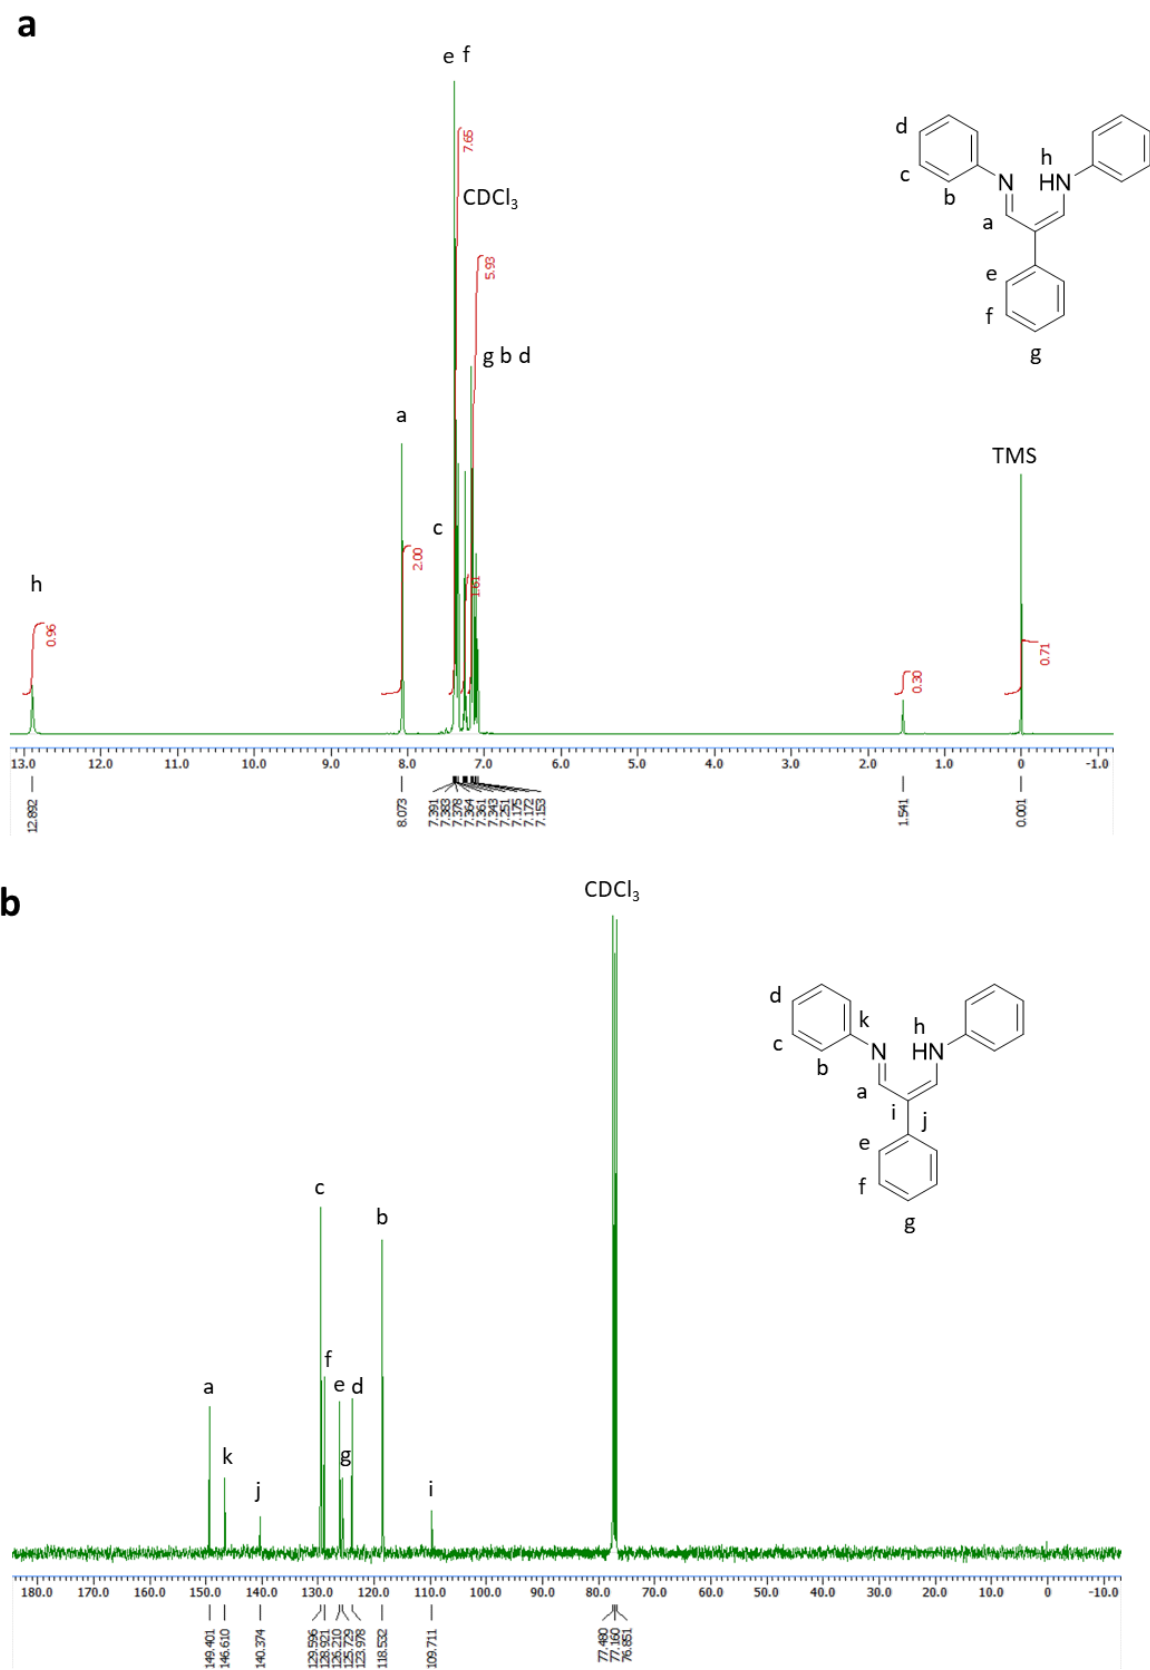 a
e f
7.65
CDCl₃
5.93
g b d
a
c
h
2.00
1.61
0.96
TMS
0.30
0.71
d
c
b
N
h
HN
a
e
f
g
13.0 12.0 11.0 10.0 9.0 8.0 7.0 6.0 5.0 4.0 3.0 2.0 1.0 0 -1.0
12.892
8.073
7.391
7.383
7.378
7.364
7.361
7.343
7.251
7.175
7.172
7.153
1.541
0.001
b
CDCl₃
d
c
b
k
N
h
HN
a
i
j
e
f
g
c
b
f
a
e d
k
g
j
i
180.0 170.0 160.0 150.0 140.0 130.0 120.0 110.0 100.0 90.0 80.0 70.0 60.0 50.0 40.0 30.0 20.0 10.0 0 -10.0
149.401
146.610
140.374
129.596
128.921
126.210
125.729
123.978
118.532
109.711
77.480
77.160
76.851